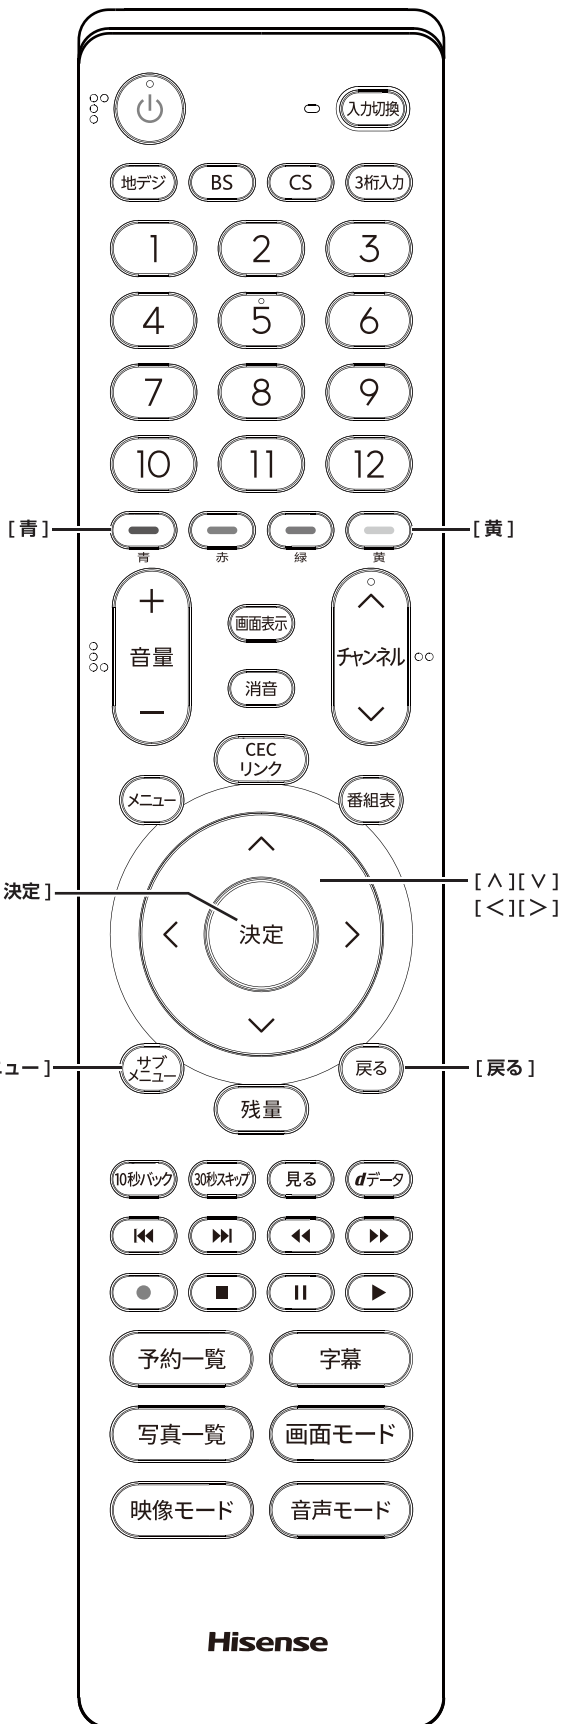 入力切換
地デジ BS CS 3桁入力
1 2 3
4 5 6
7 8 9
10 11 12
[青] [黄]
青 赤 緑 黄
+ 画面表示
音量 チャンネル
− 消音
CEC
リンク
メニュー 番組表
決定] [∧][∨]
[＜][＞]
決定
ニュー] サブ
メニュー 戻る [戻る]
残量
10秒バック 30秒スキップ 見る dデータ
予約一覧 字幕
写真一覧 画面モード
映像モード 音声モード
Hisense